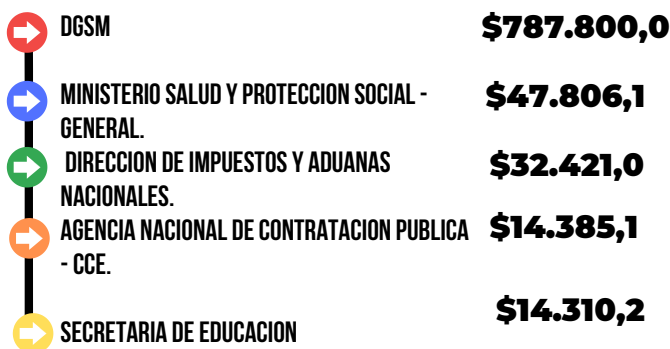 DGSM $787.800,0
MINISTERIO SALUD Y PROTECCION SOCIAL - $47.806,1
GENERAL.
DIRECCION DE IMPUESTOS Y ADUANAS $32.421,0
NACIONALES.
AGENCIA NACIONAL DE CONTRATACION PUBLICA $14.385,1
- CCE.
$14.310,2
SECRETARIA DE EDUCACION